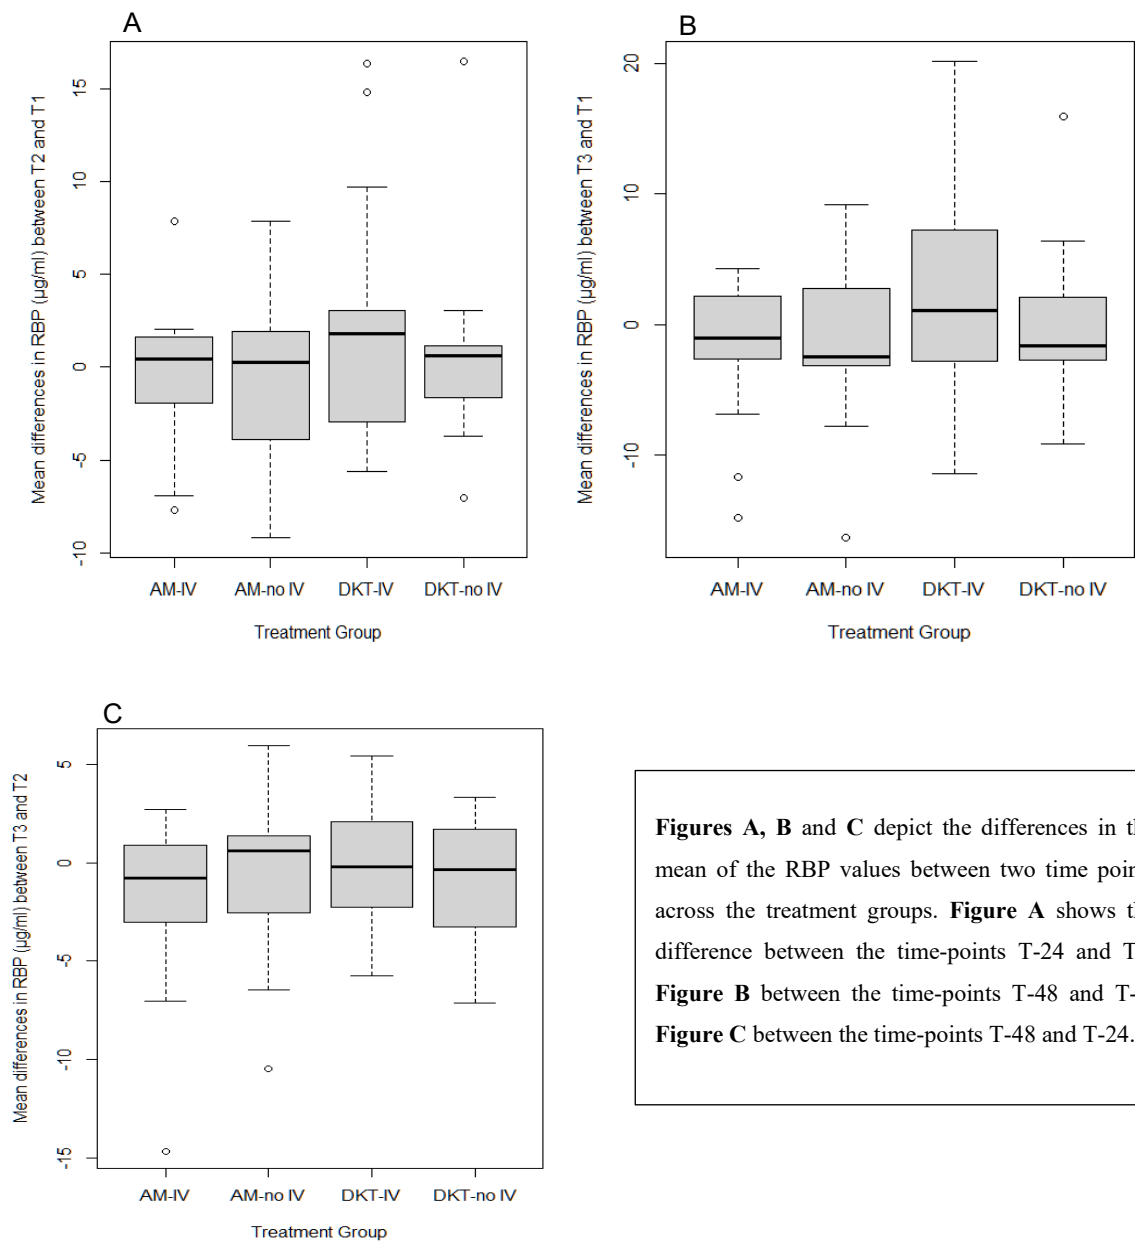 A
Mean differences in RBP (µg/ml) between T2 and T1
15
10
5
0
-5
-10
AM-IV AM-no IV DKT-IV DKT-no IV
Treatment Group
B
Mean differences in RBP (µg/ml) between T3 and T1
20
10
0
-10
AM-IV AM-no IV DKT-IV DKT-no IV
Treatment Group
C
Mean differences in RBP (µg/ml) between T3 and T2
5
0
-5
-10
-15
AM-IV AM-no IV DKT-IV DKT-no IV
Treatment Group
Figures A, B and C depict the differences in
mean of the RBP values between two time
across the treatment groups. Figure A shows
difference between the time-points T-24 and
Figure B between the time-points T-48 and
Figure C between the time-points T-48 and T-24.